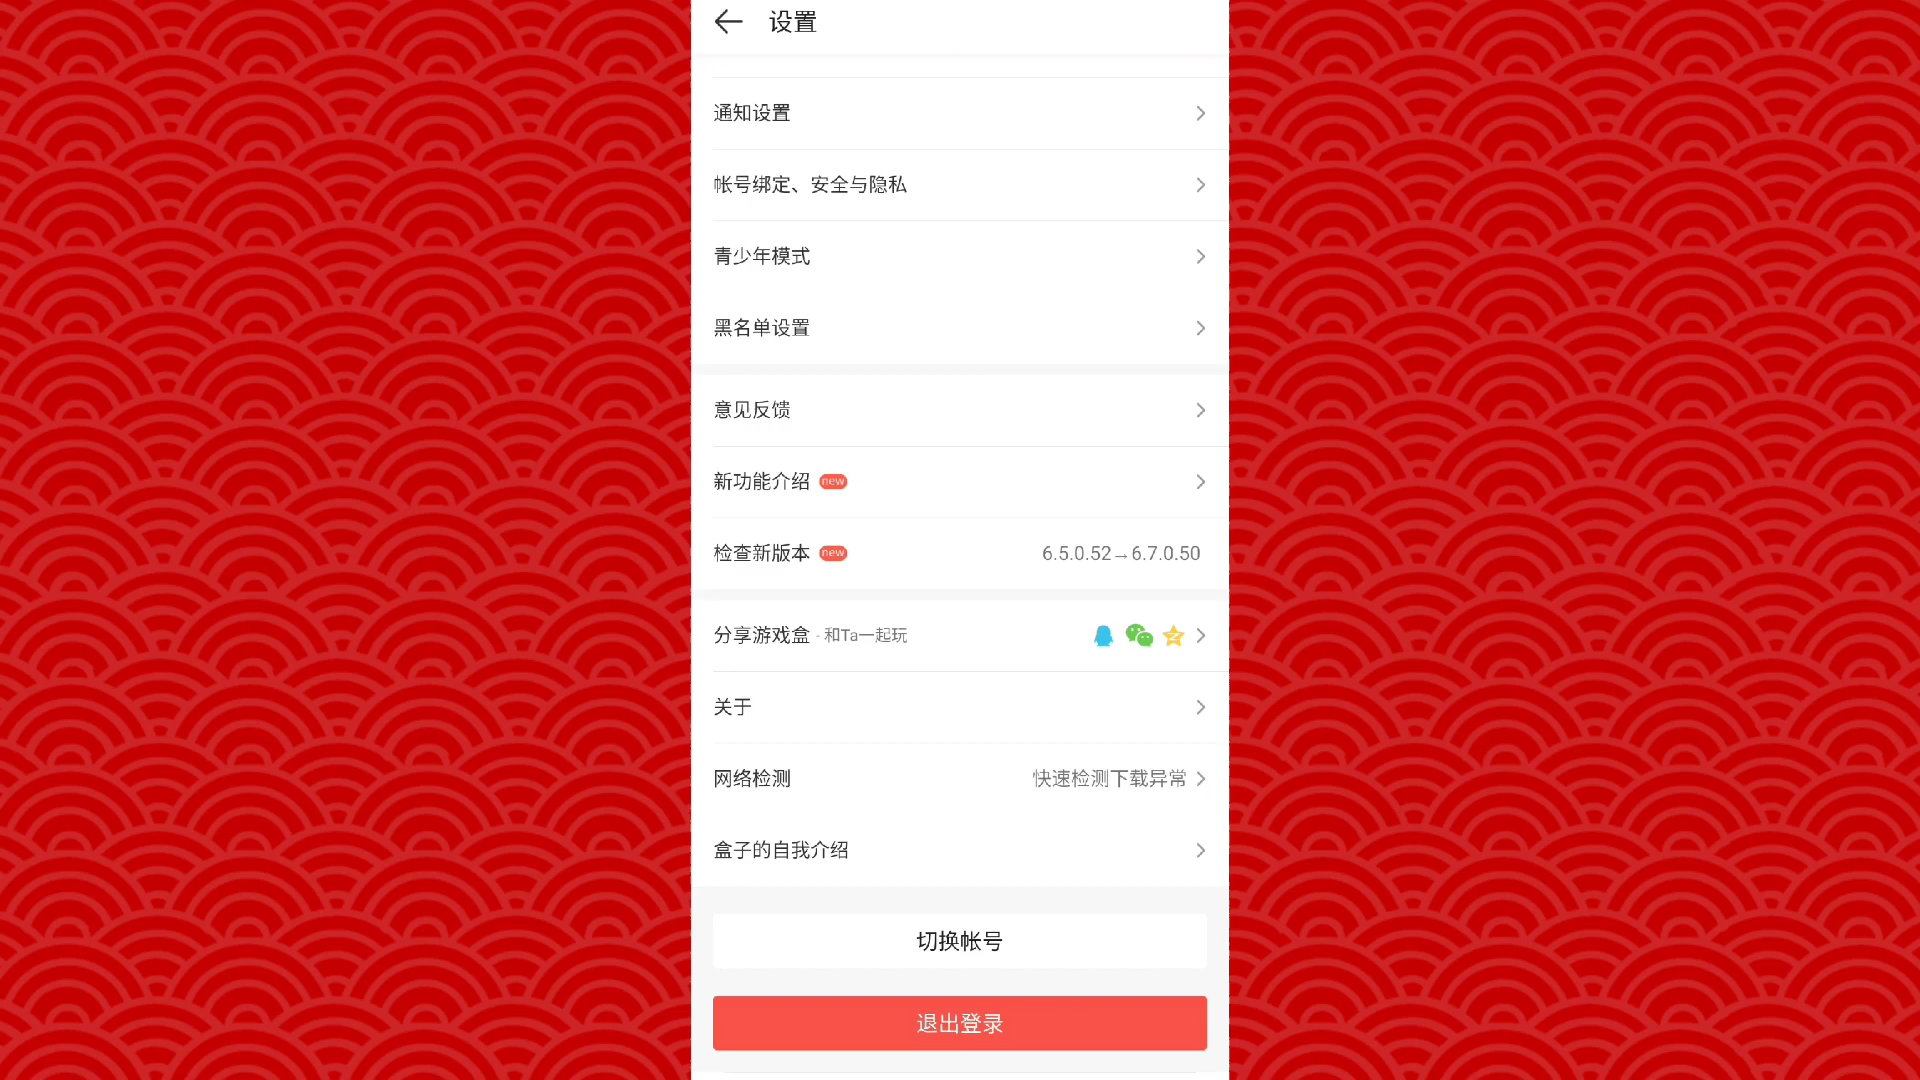 设置
通知设置
帐号绑定、安全与隐私
青少年模式
黑名单设置
意见反馈
新功能介绍 new
检查新版本 new 6.5.0.52→6.7.0.50
分享游戏盒 - 和Ta一起玩
关于
网络检测 快速检测下载异常
盒子的自我介绍
切换帐号
退出登录